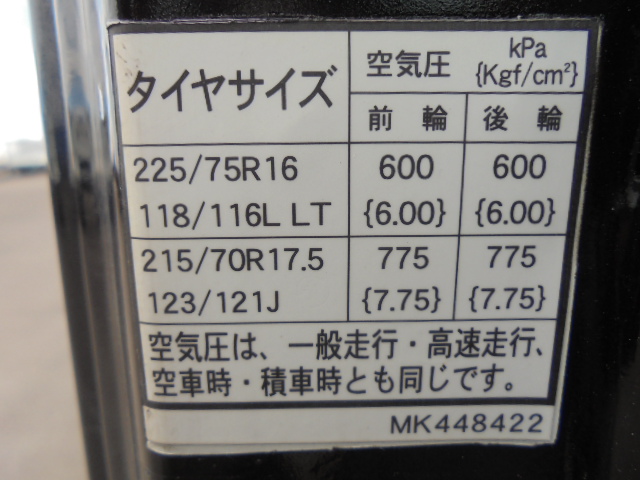 タイヤサイズ 空気圧 kPa
{Kgf/cm²}
前輪 後輪
225/75R16 600 600
118/116L LT {6.00} {6.00}
215/70R17.5 775 775
123/121J {7.75} {7.75}
空気圧は、一般走行・高速走行、
空車時・積車時とも同じです。
MK448422